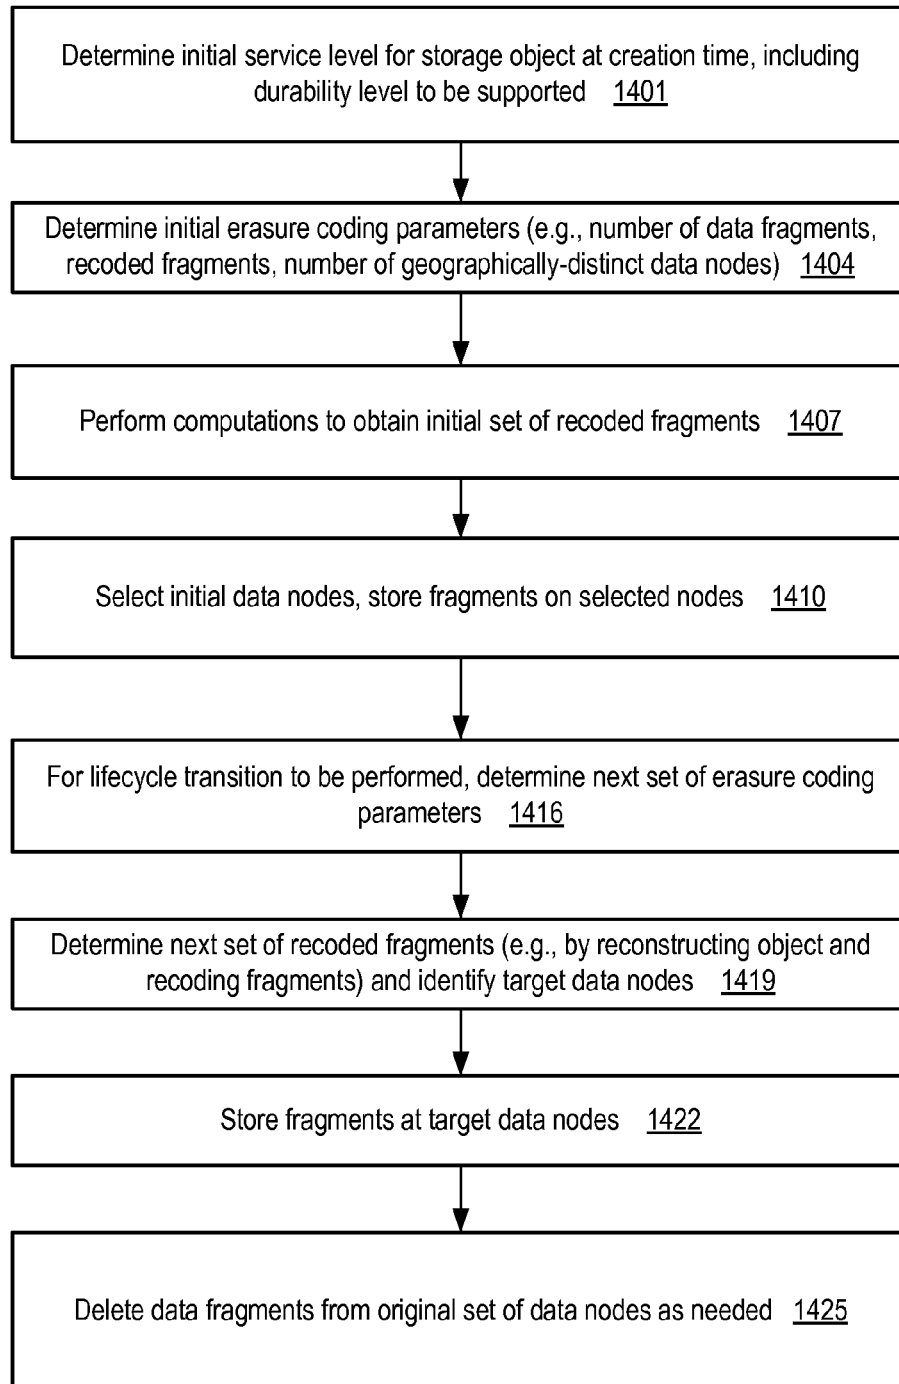 Determine initial service level for storage object at creation time, including
durability level to be supported 1401
Determine initial erasure coding parameters (e.g., number of data fragments,
recoded fragments, number of geographically-distinct data nodes) 1404
Perform computations to obtain initial set of recoded fragments 1407
Select initial data nodes, store fragments on selected nodes 1410
For lifecycle transition to be performed, determine next set of erasure coding
parameters 1416
Determine next set of recoded fragments (e.g., by reconstructing object and
recoding fragments) and identify target data nodes 1419
Store fragments at target data nodes 1422
Delete data fragments from original set of data nodes as needed 1425